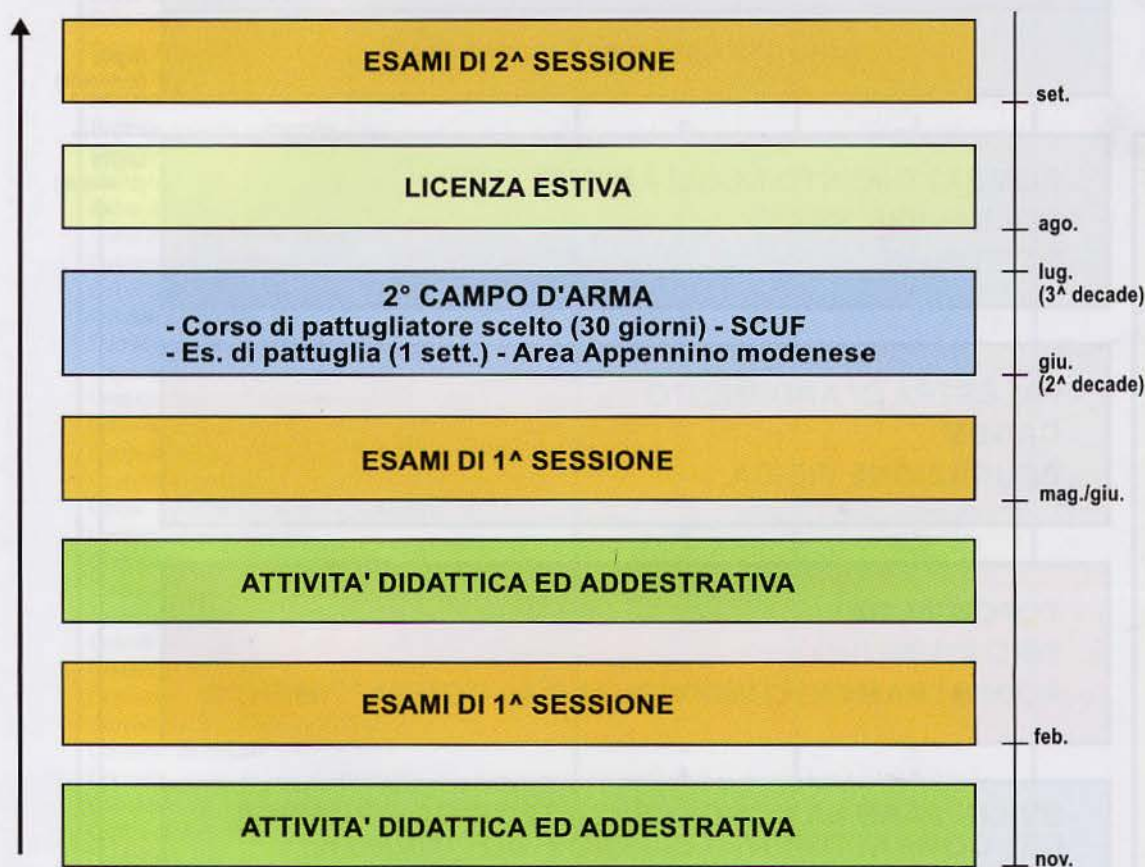 ESAMI DI 2^ SESSIONE
set.
LICENZA ESTIVA
ago.
lug.
(3^ decade)
2° CAMPO D'ARMA
- Corso di pattugliatore scelto (30 giorni) - SCUF
- Es. di pattuglia (1 sett.) - Area Appennino modenese
giu.
(2^ decade)
ESAMI DI 1^ SESSIONE
mag./giu.
ATTIVITA' DIDATTICA ED ADDESTRATIVA
ESAMI DI 1^ SESSIONE
feb.
ATTIVITA' DIDATTICA ED ADDESTRATIVA
nov.